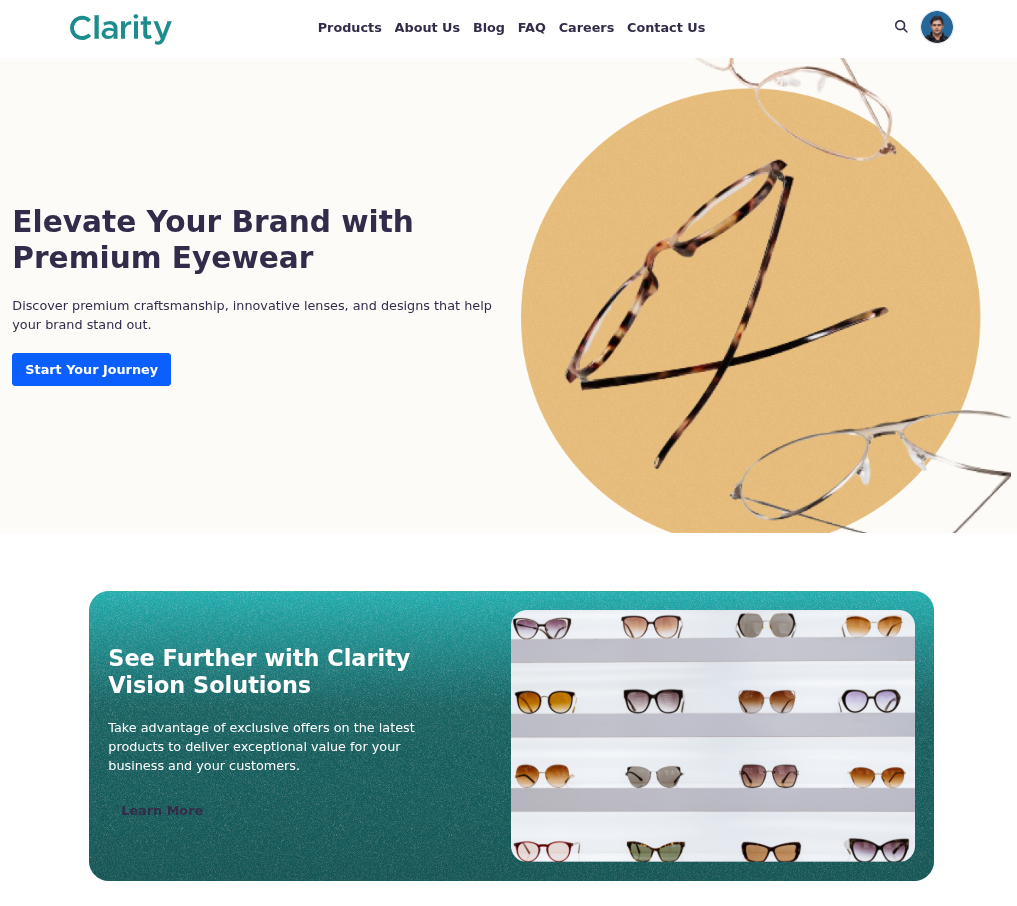 Clarity
Products About Us Blog FAQ Careers Contact Us
Elevate Your Brand with
Premium Eyewear
Discover premium craftsmanship, innovative lenses, and designs that help
your brand stand out.
Start Your Journey
See Further with Clarity
Vision Solutions
Take advantage of exclusive offers on the latest
products to deliver exceptional value for your
business and your customers.
Learn More